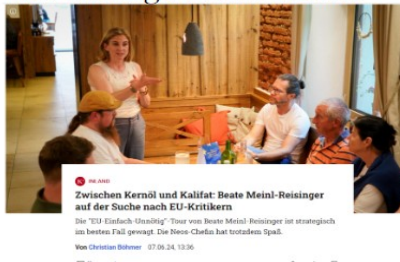 INLAND
Zwischen Kernöl und Kalifat: Beate Meinl-Reisinger
auf der Suche nach EU-Kritikern
Die "EU-Einfach-Unnötig"-Tour von Beate Meinl-Reisinger ist strategisch
im besten Fall gewagt. Die Neos-Chefin hat trotzdem Spaß.
Von Christian Böhmer 07.06.24, 13:36